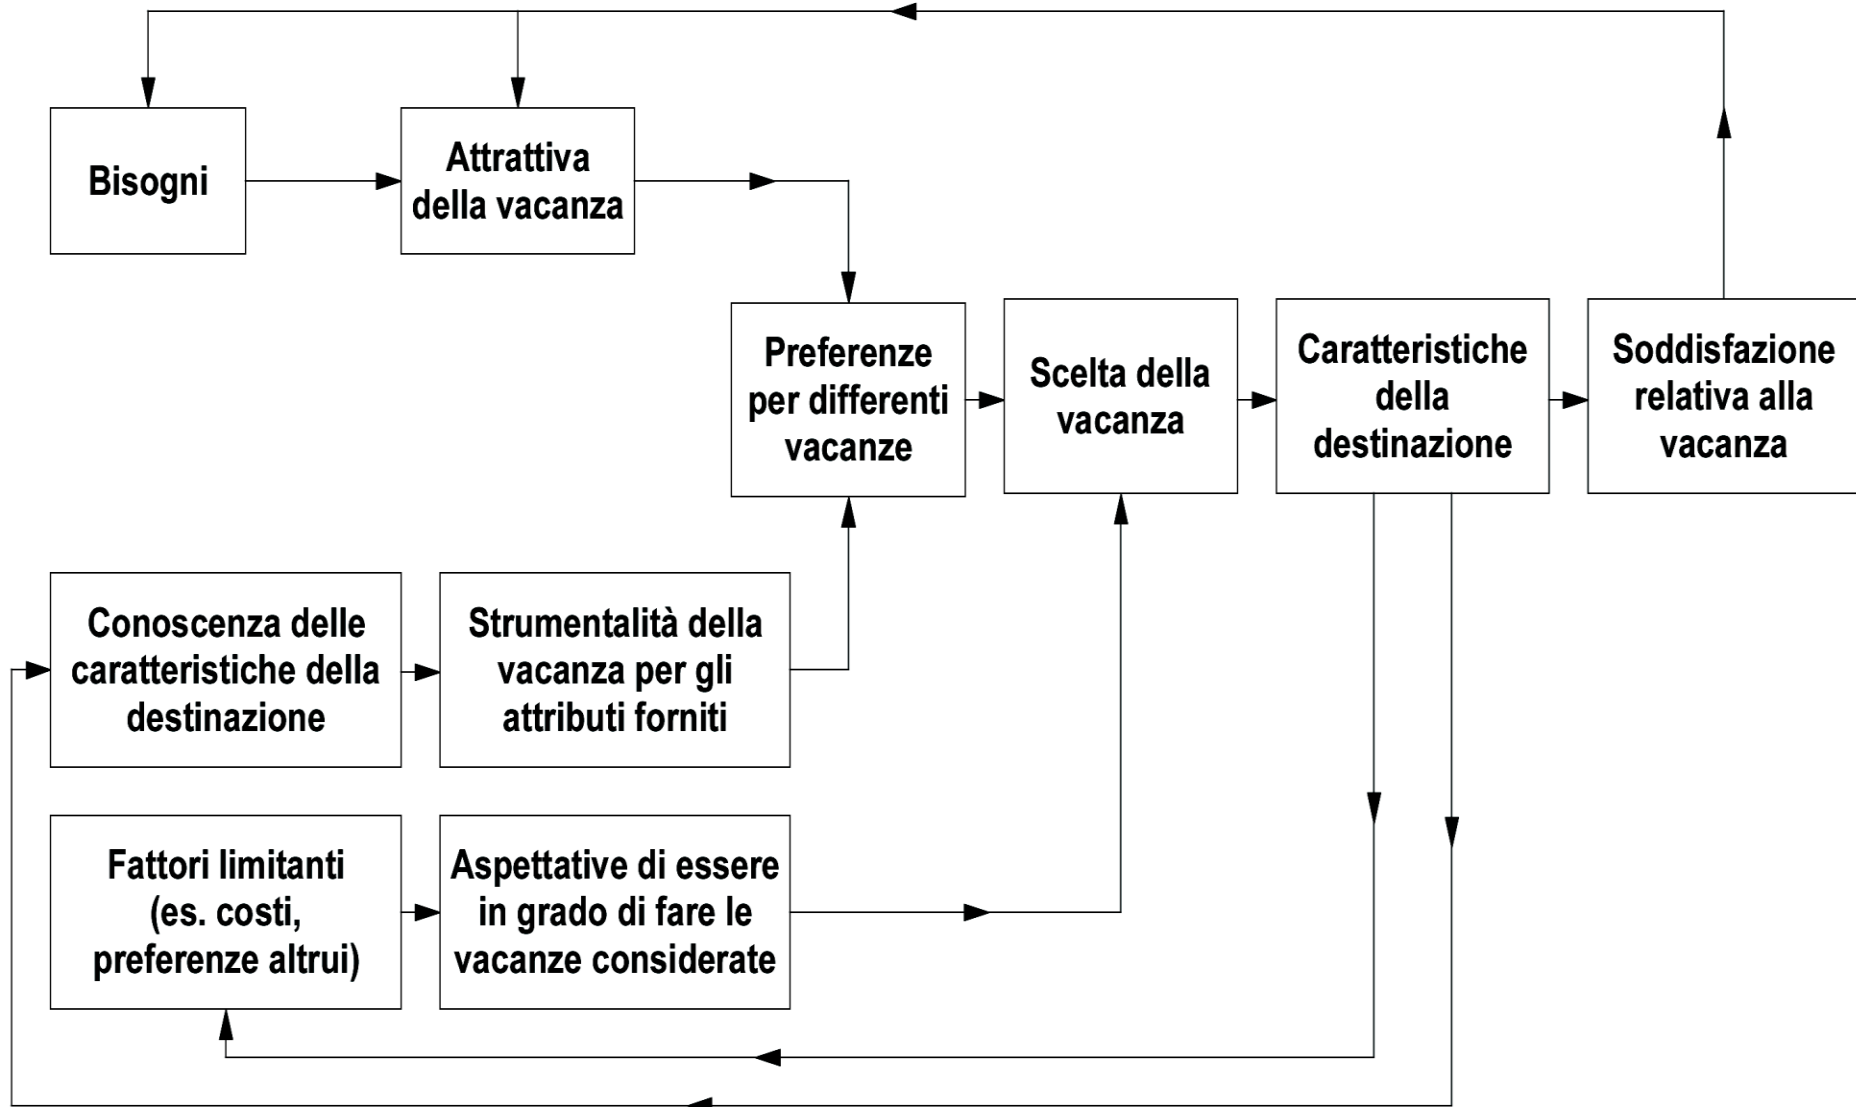 Bisogni
Attrattiva
della vacanza
Preferenze
per differenti
vacanze
Scelta della
vacanza
Caratteristiche
della
destinazione
Soddisfazione
relativa alla
vacanza
Conoscenza delle
caratteristiche della
destinazione
Strumentalità della
vacanza per gli
attributi forniti
Fattori limitanti
(es. costi,
preferenze altrui)
Aspettative di essere
in grado di fare le
vacanze considerate